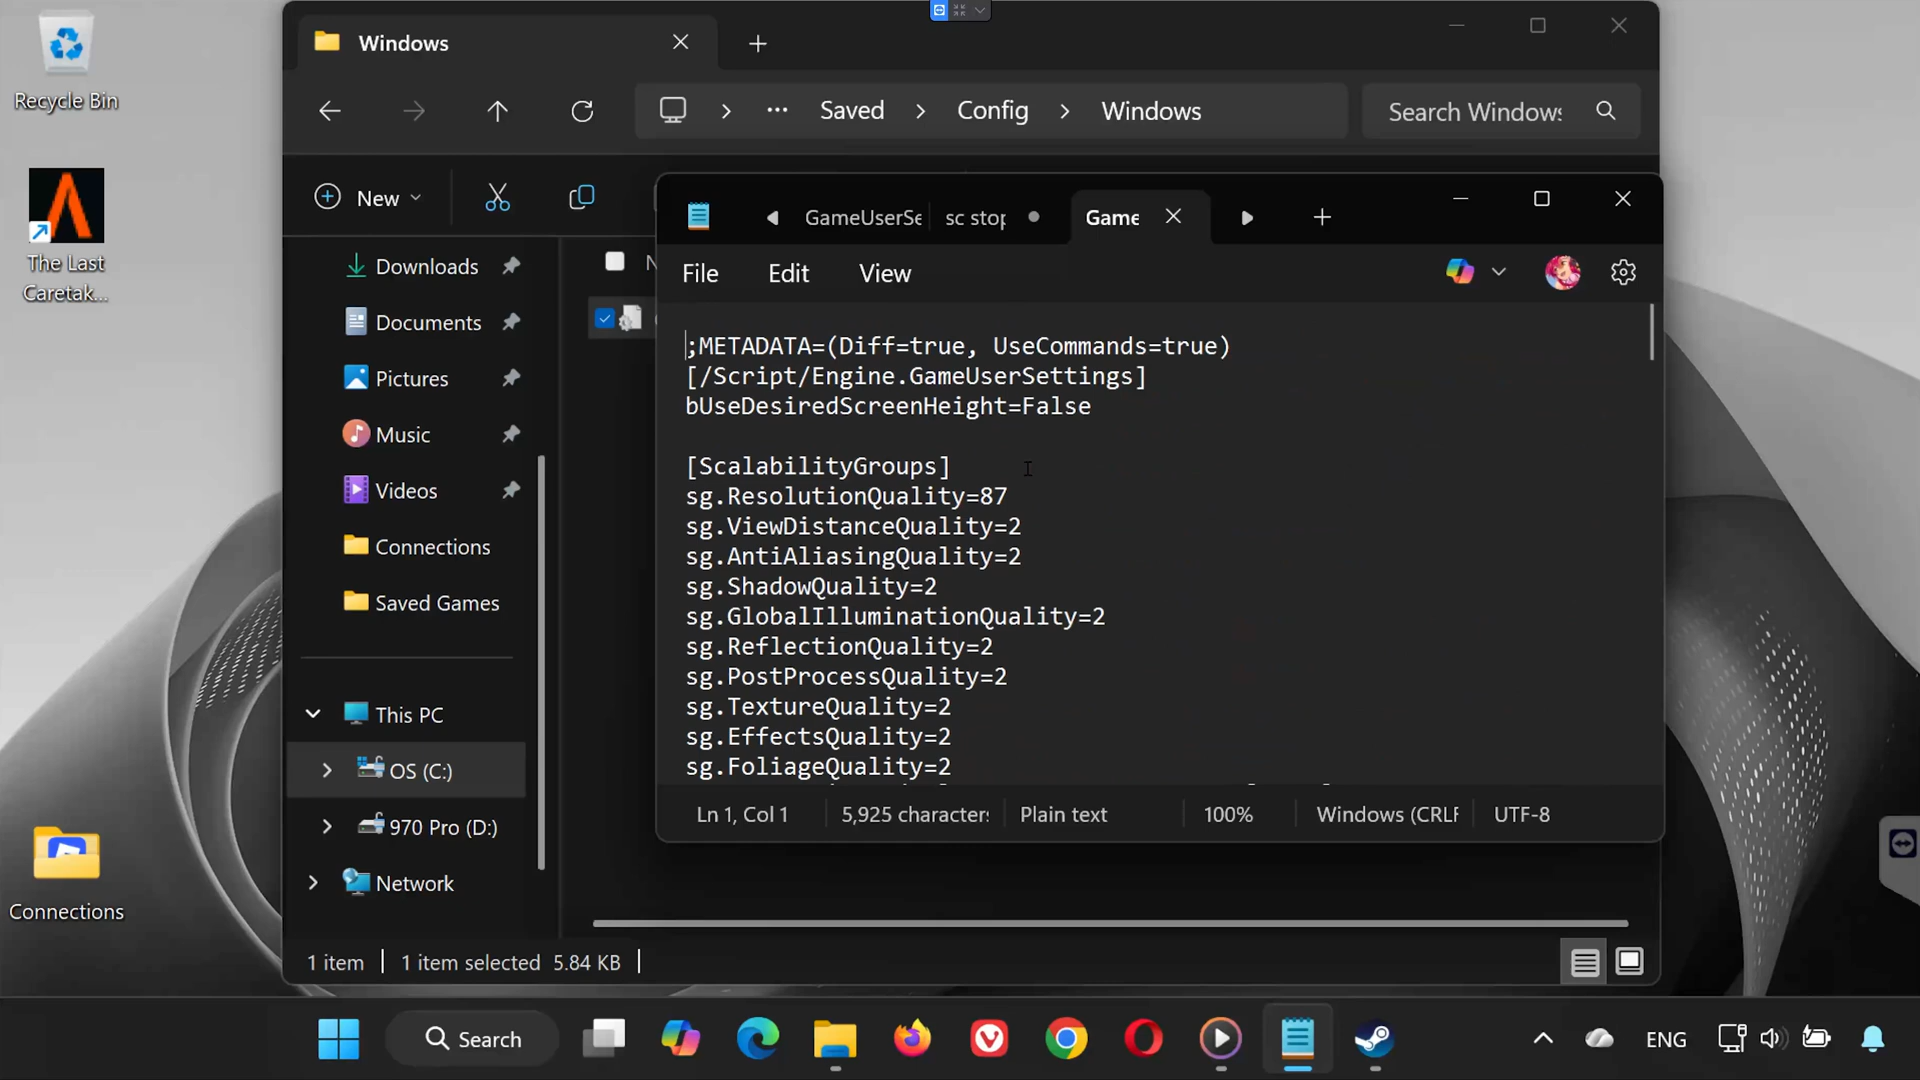 Recycle Bin
The Last
Caretak...
Connections
Windows
Saved
Config
Windows
Search Windows
New
Downloads
Documents
Pictures
Music
Videos
Connections
Saved Games
This PC
OS (C:)
970 Pro (D:)
Network
1 item
1 item selected 5.84 KB
GameUserSe
sc stop
Game
File
Edit
View
;METADATA=(Diff=true, UseCommands=true)
[/Script/Engine.GameUserSettings]
bUseDesiredScreenHeight=False
[ScalabilityGroups]
sg.ResolutionQuality=87
sg.ViewDistanceQuality=2
sg.AntiAliasingQuality=2
sg.ShadowQuality=2
sg.GlobalIlluminationQuality=2
sg.ReflectionQuality=2
sg.PostProcessQuality=2
sg.TextureQuality=2
sg.EffectsQuality=2
sg.FoliageQuality=2
Ln 1, Col 1
5,925 characters
Plain text
100%
Windows (CRLF
UTF-8
Search
ENG